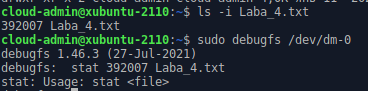 cloud-admin@xubuntu-2110:~$ ls -i Laba_4.txt
392007 Laba_4.txt
cloud-admin@xubuntu-2110:~$ sudo debugfs /dev/dm-0
debugfs 1.46.3 (27-Jul-2021)
debugfs:  stat 392007 Laba_4.txt
stat: Usage: stat <file>